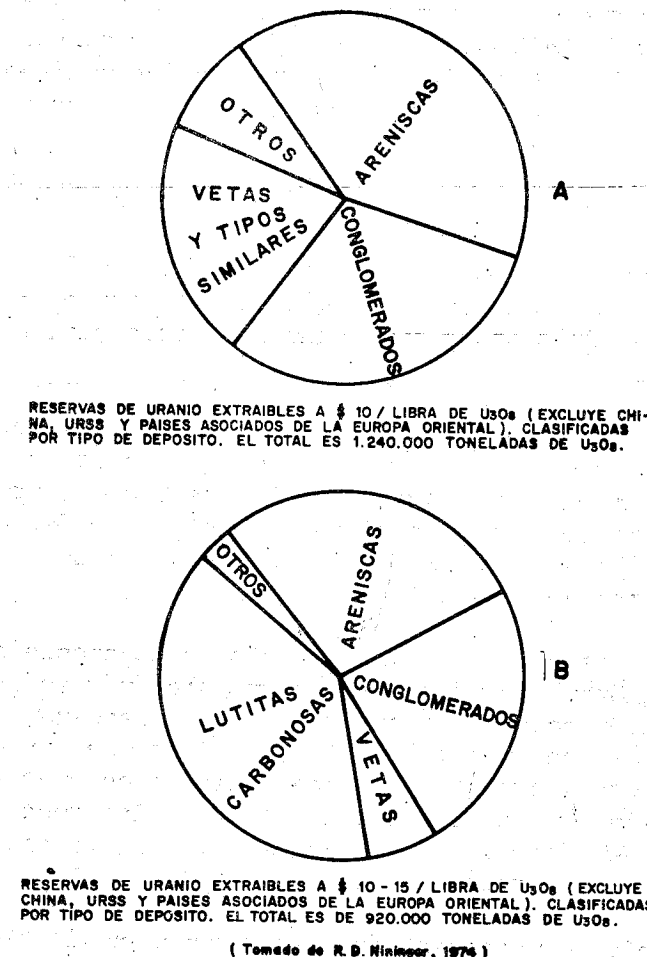 OTROS
ARENISCAS
A
VETAS
Y TIPOS
SIMILARES
CONGLOMERADOS
RESERVAS DE URANIO EXTRAIBLES A $ 10 / LIBRA DE U3O8 ( EXCLUYE CHI-
NA, URSS Y PAISES ASOCIADOS DE LA EUROPA ORIENTAL ). CLASIFICADAS
POR TIPO DE DEPOSITO. EL TOTAL ES 1.240.000 TONELADAS DE U3O8.
OTROS
ARENISCAS
B
CONGLOMERADOS
LUTITAS
CARBONOSAS
VETAS
RESERVAS DE URANIO EXTRAIBLES A $ 10 - 15 / LIBRA DE U3O8 ( EXCLUYE
CHINA, URSS Y PAISES ASOCIADOS DE LA EUROPA ORIENTAL ). CLASIFICADAS
POR TIPO DE DEPOSITO. EL TOTAL ES DE 920.000 TONELADAS DE U3O8.
( Tomado de R. D. Nininger, 1974 )